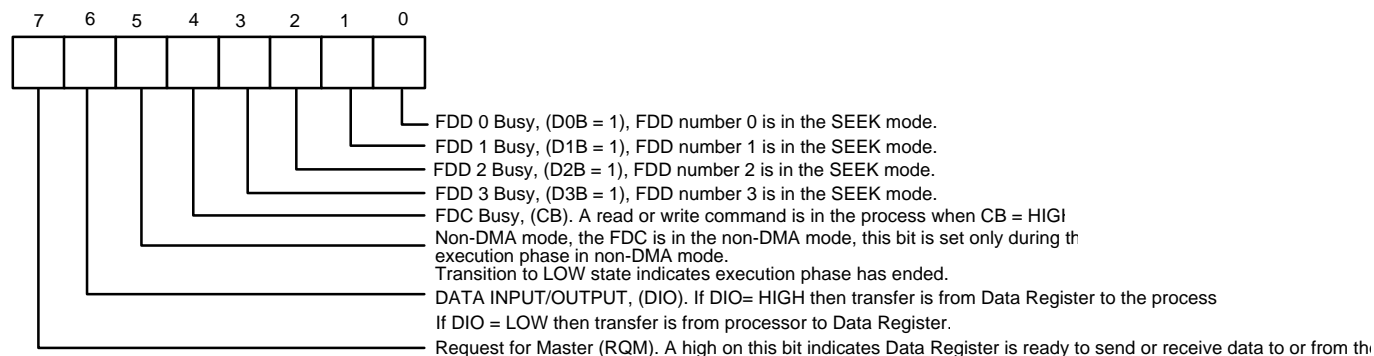 7 6 5 4 3 2 1 0
FDD 0 Busy, (D0B = 1), FDD number 0 is in the SEEK mode.
FDD 1 Busy, (D1B = 1), FDD number 1 is in the SEEK mode.
FDD 2 Busy, (D2B = 1), FDD number 2 is in the SEEK mode.
FDD 3 Busy, (D3B = 1), FDD number 3 is in the SEEK mode.
FDC Busy, (CB). A read or write command is in the process when CB =
Non-DMA mode, the FDC is in the non-DMA mode, this bit is set only during
execution phase in non-DMA mode.
Transition to LOW state indicates execution phase has ended.
DATA INPUT/OUTPUT, (DIO). If DIO= HIGH then transfer is from Data Register to the process
If DIO = LOW then transfer is from processor to Data Register.
Request for Master (RQM). A high on this bit indicates Data Register is ready to send or receive data to or from